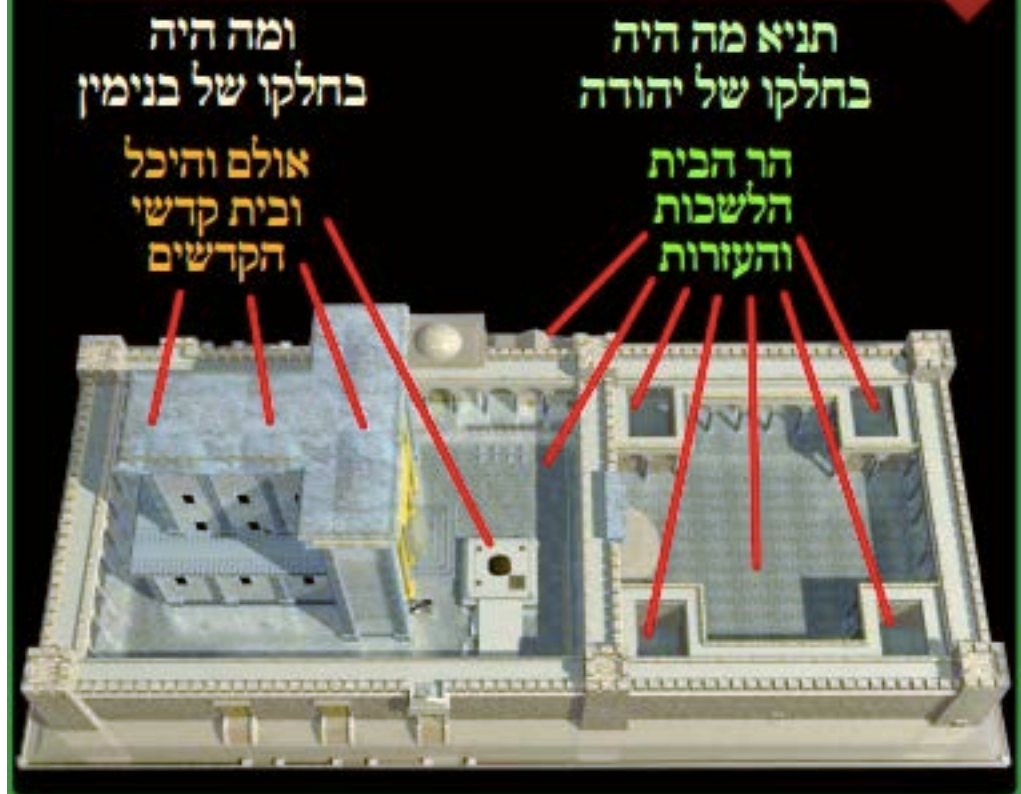 תניא מה היה
בחלקו של יהודה
הר הבית
הלשכות
והעזרות
ומה היה
בחלקו של בנימין
אולם והיכל
ובית קדשי
הקדשים